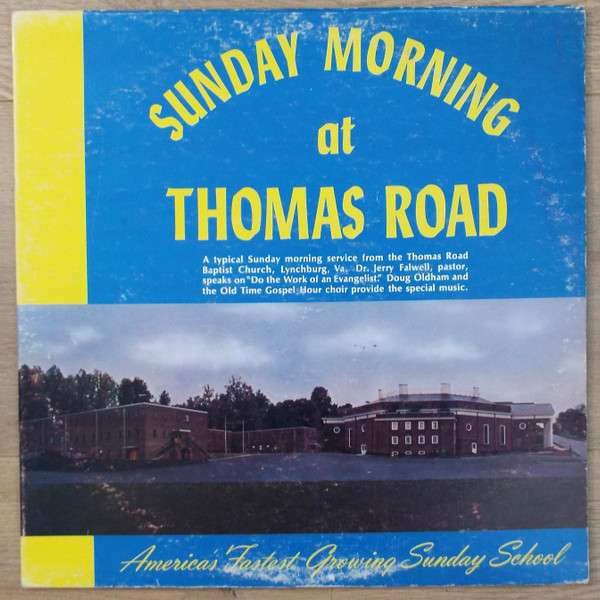 SUNDAY MORNING
at
THOMAS ROAD
A typical Sunday morning service from the Thomas Road
Baptist Church, Lynchburg, Va. Dr. Jerry Falwell, pastor,
speaks on "Do the Work of an Evangelist." Doug Oldham and
the Old Time Gospel Hour choir provide the special music.
America's Fastest Growing Sunday School